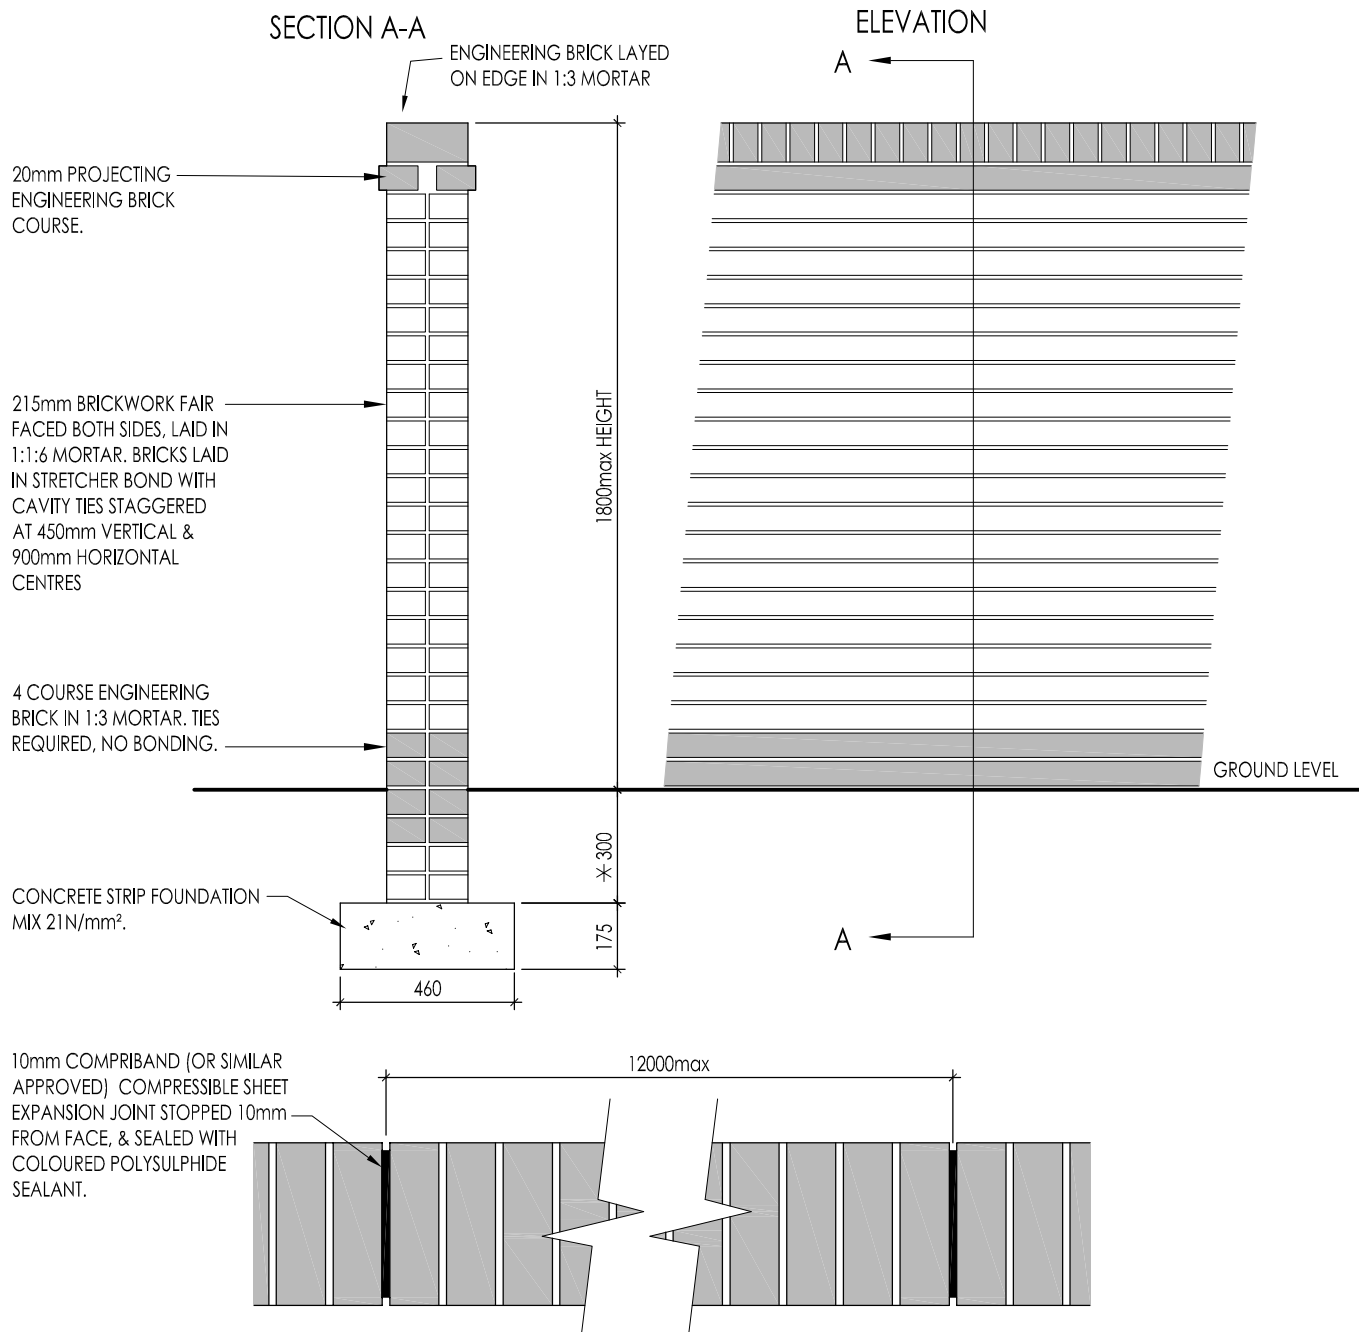 SECTION A-A
ELEVATION
ENGINEERING BRICK LAYED
ON EDGE IN 1:3 MORTAR
A
20mm PROJECTING
ENGINEERING BRICK
COURSE.
215mm BRICKWORK FAIR
FACED BOTH SIDES, LAID IN
1:1:6 MORTAR. BRICKS LAID
IN STRETCHER BOND WITH
CAVITY TIES STAGGERED
AT 450mm VERTICAL &
900mm HORIZONTAL
CENTRES
1800max HEIGHT
4 COURSE ENGINEERING
BRICK IN 1:3 MORTAR. TIES
REQUIRED, NO BONDING.
GROUND LEVEL
* 300
CONCRETE STRIP FOUNDATION
MIX 21N/mm².
175
A
460
10mm COMPRIBAND (OR SIMILAR
APPROVED) COMPRESSIBLE SHEET
EXPANSION JOINT STOPPED 10mm
FROM FACE, & SEALED WITH
COLOURED POLYSULPHIDE
SEALANT.
12000max